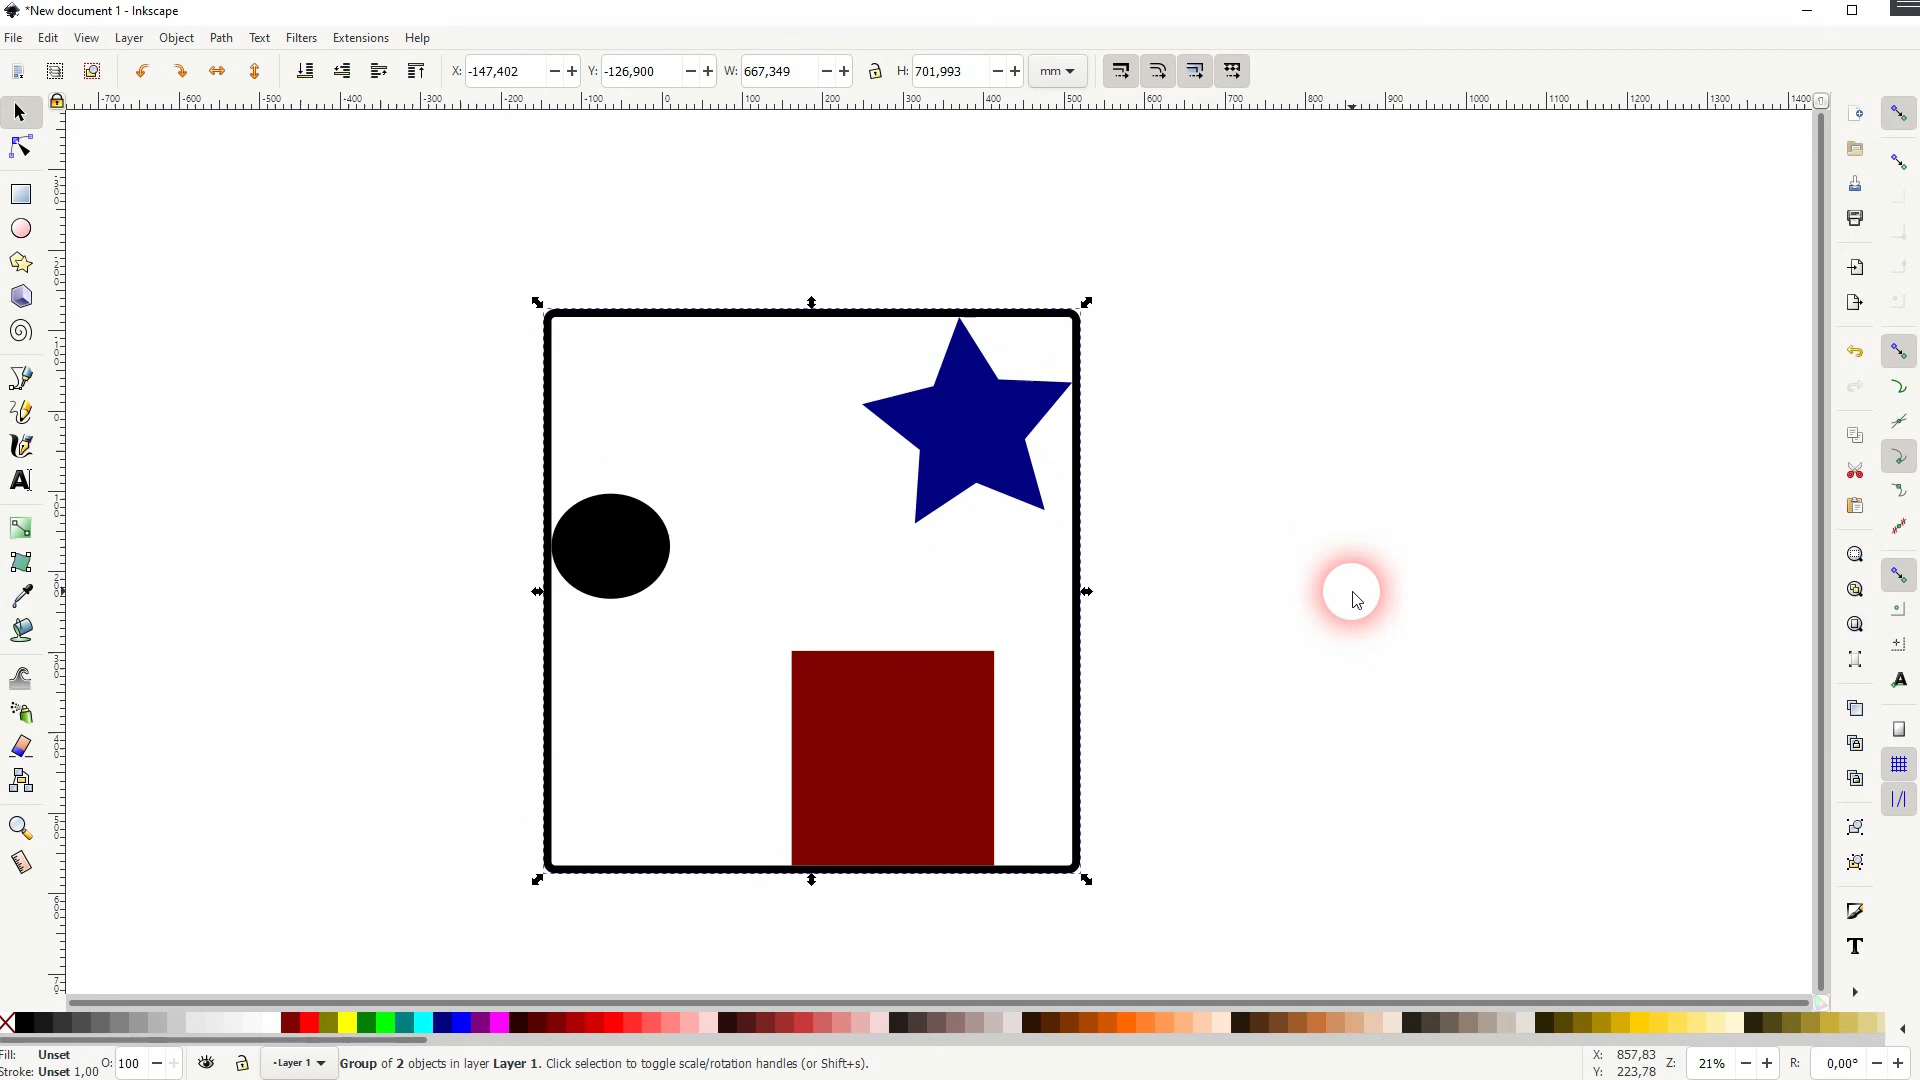 *New document 1 - Inkscape
File Edit View Layer Object Path Text Filters Extensions Help
X: -147,402 Y: -126,900 W: 667,349 H: 701,993 mm
-700 -600 -500 -400 -300 -200 -100 0 100 200 300 400 500 600 700 800 900 1000 1100 1200 1300 1400
Fill: Unset O: 100 Layer 1 Group of 2 objects in layer Layer 1. Click selection to toggle scale/rotation handles (or Shift+s). X: 857,83 Z: 21% R: 0,00°
Stroke: Unset 1,00 Y: 223,78